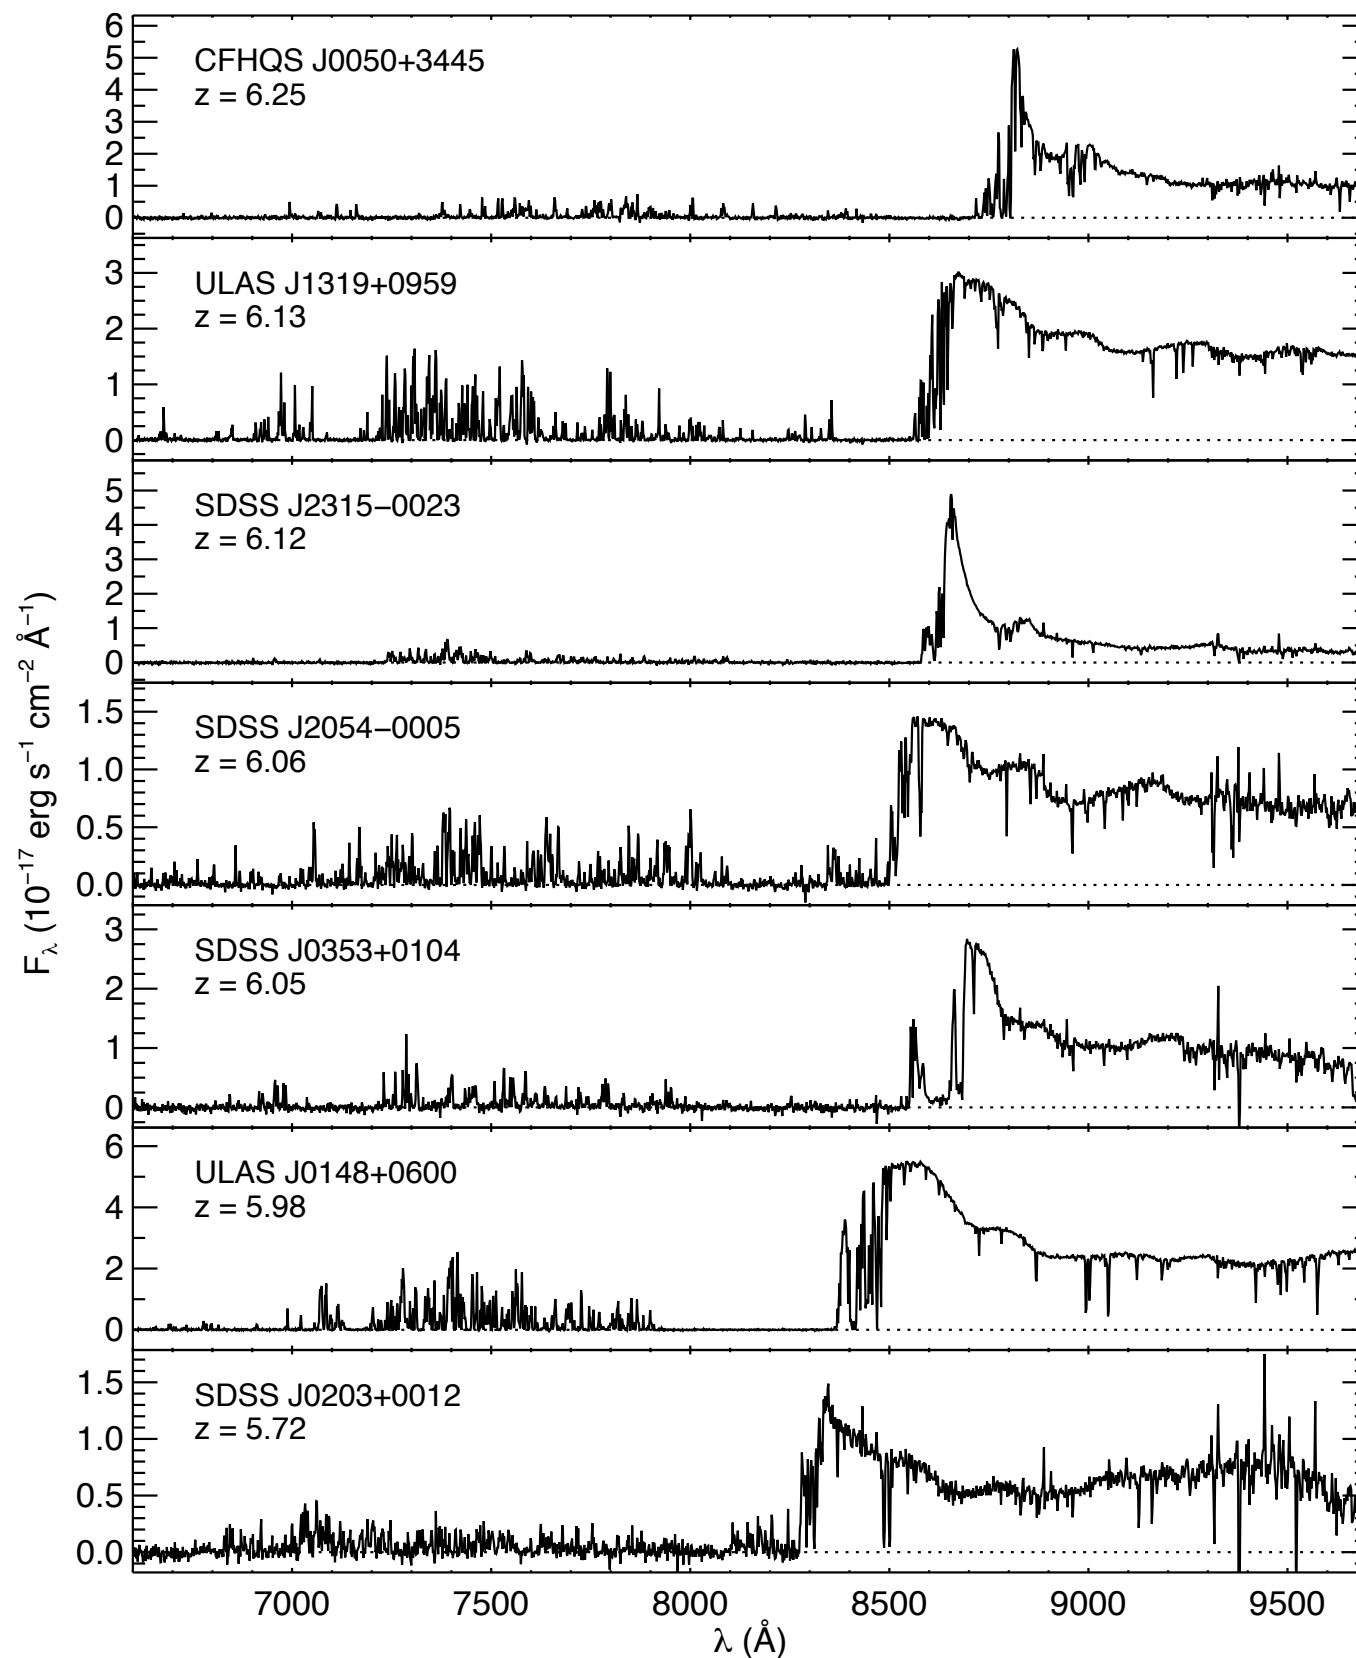 CFHQS J0050+3445
z = 6.25
6
5
4
3
2
1
0
ULAS J1319+0959
z = 6.13
3
2
1
0
SDSS J2315−0023
z = 6.12
5
4
3
2
1
0
SDSS J2054−0005
z = 6.06
1.5
1.0
0.5
0.0
SDSS J0353+0104
z = 6.05
3
2
1
0
ULAS J0148+0600
z = 5.98
6
4
2
0
SDSS J0203+0012
z = 5.72
1.5
1.0
0.5
0.0
F_λ (10⁻¹⁷ erg s⁻¹ cm⁻² Å⁻¹)
7000 7500 8000 8500 9000 9500
λ (Å)